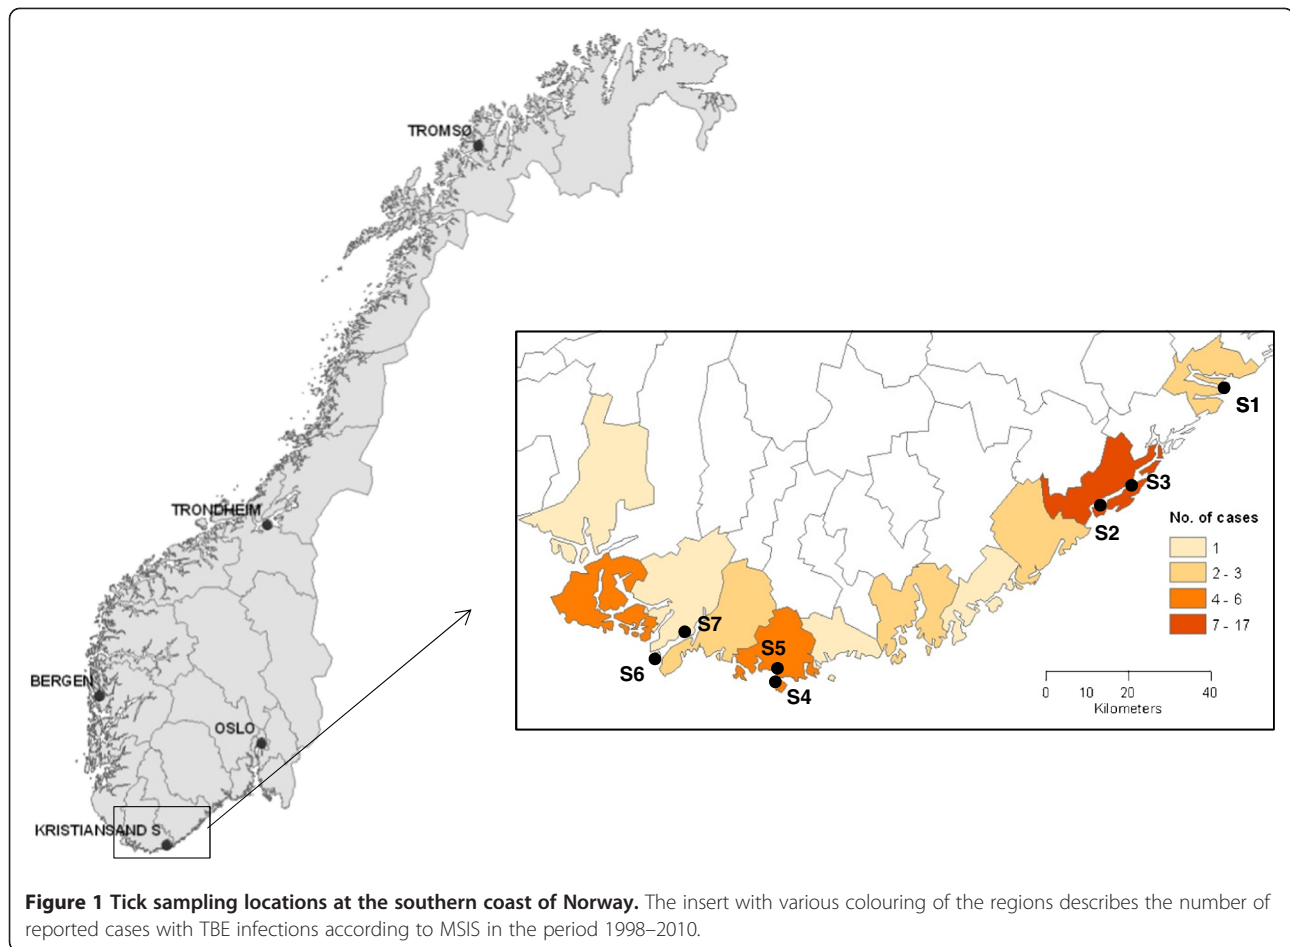 TROMSØ
TRONDHEIM
BERGEN
OSLO
KRISTIANSAND S
S1
S3
S2
No. of cases
1
2 - 3
4 - 6
7 - 17
S7
S5
S6
S4
0 10 20 40
Kilometers
Figure 1 Tick sampling locations at the southern coast of Norway. The insert with various colouring of the regions describes the number of
reported cases with TBE infections according to MSIS in the period 1998–2010.